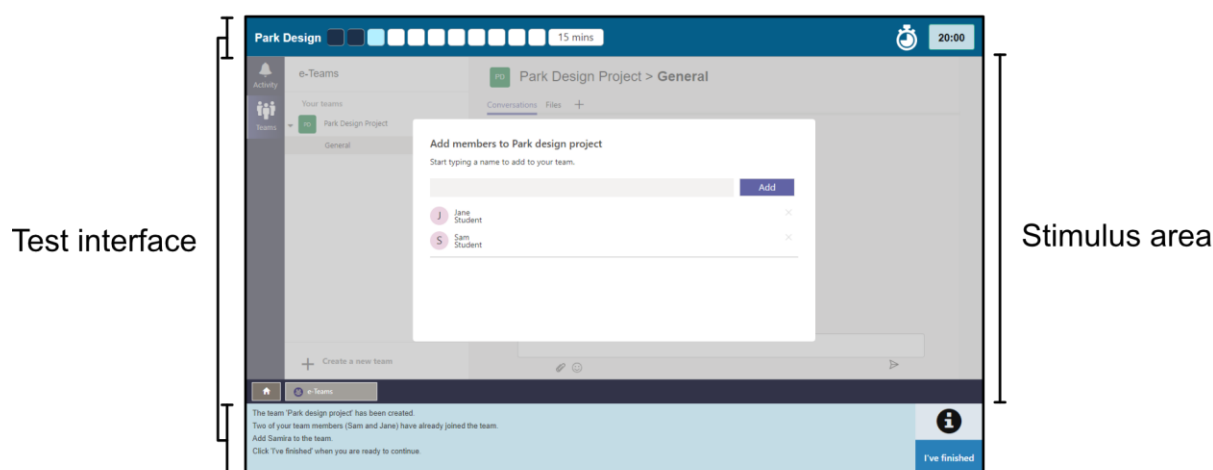 Park Design
15 mins
20:00
Activity
e-Teams
PD
Park Design Project > General
Your teams
Conversations Files +
Teams
PD
Park Design Project
General
Add members to Park design project
Start typing a name to add to your team.
Add
J
Jane
Student
S
Sam
Student
Test interface
Stimulus area
Create a new team
e-Teams
The team 'Park design project' has been created.
Two of your team members (Sam and Jane) have already joined the team.
Add Samira to the team.
Click 'I've finished' when you are ready to continue.
I've finished